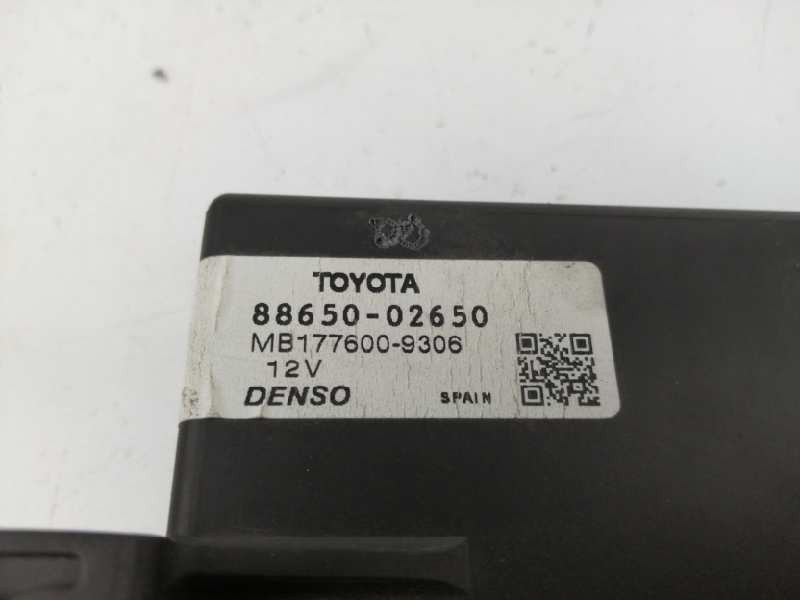 TOYOTA
88650-02650
MB177600-9306
12V
DENSO SPAIN